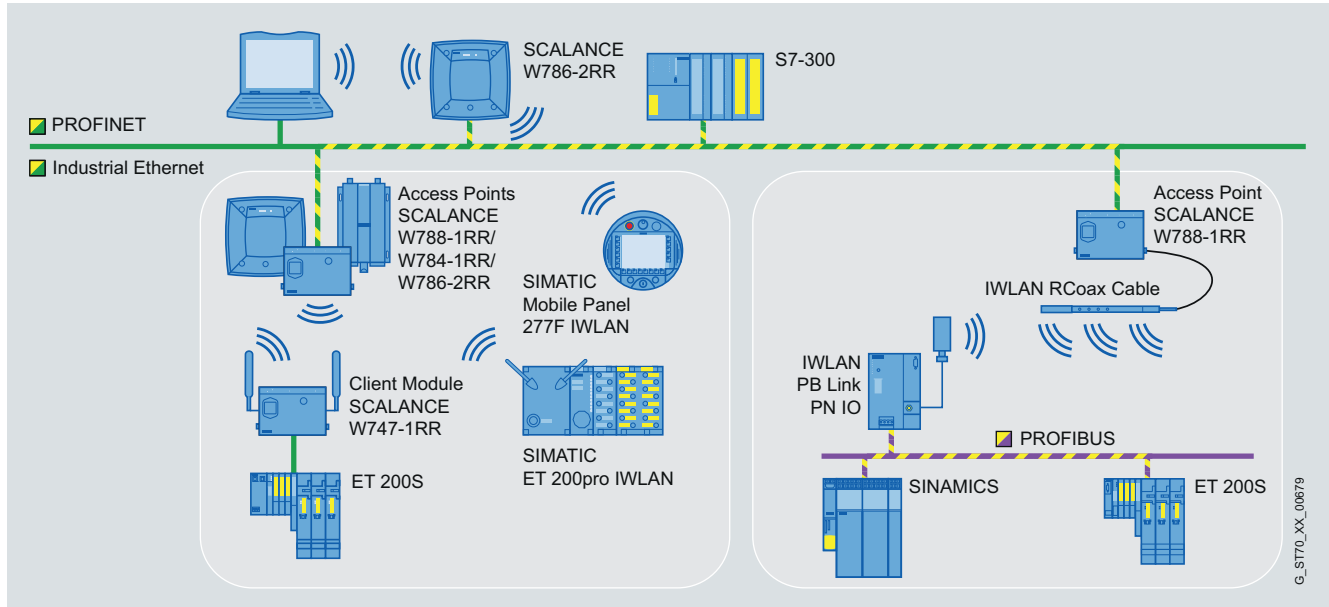 SCALANCE
W786-2RR
S7-300
PROFINET
Industrial Ethernet
Access Points
SCALANCE
W788-1RR/
W784-1RR/
W786-2RR
SIMATIC
Mobile Panel
277F IWLAN
Client Module
SCALANCE
W747-1RR
ET 200S
SIMATIC
ET 200pro IWLAN
Access Point
SCALANCE
W788-1RR
IWLAN RCoax Cable
IWLAN
PB Link
PN IO
PROFIBUS
SINAMICS
ET 200S
G_ST70_XX_00679